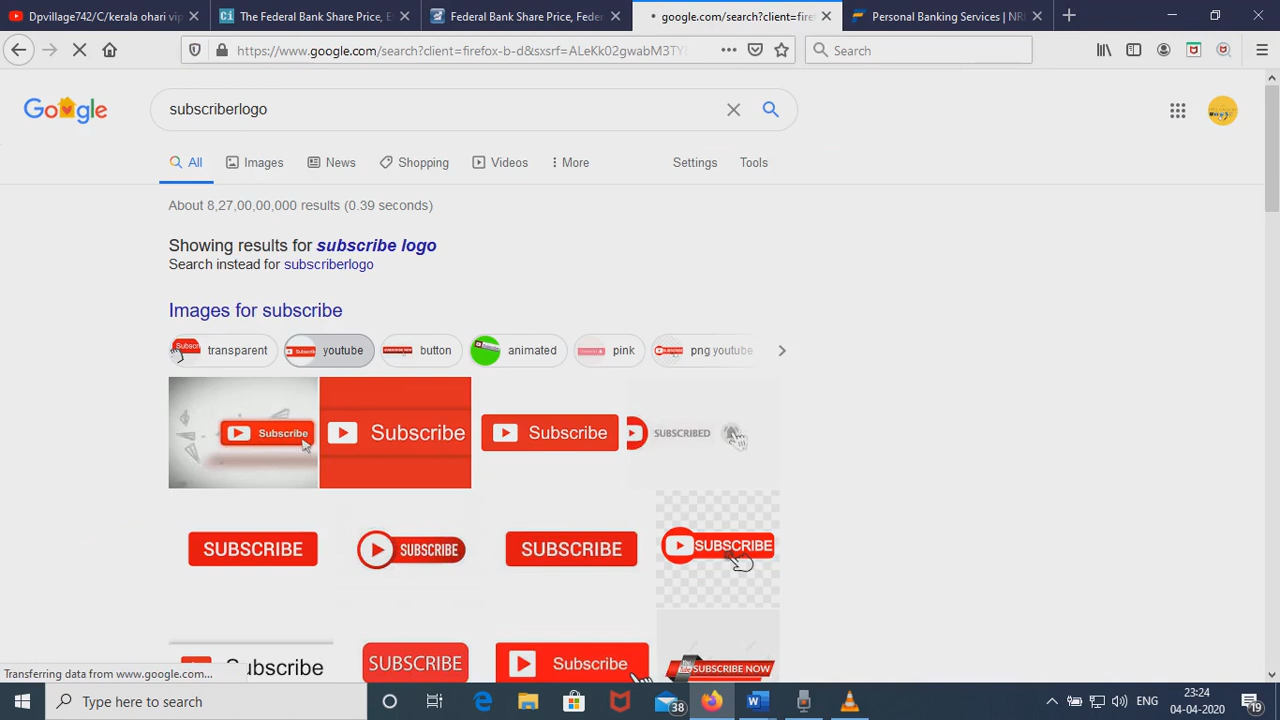 Dpvillage742/C/kerala ohari vip
The Federal Bank Share Price, E
Federal Bank Share Price, Feder
google.com/search?client=firef
Personal Banking Services | NRI
https://www.google.com/search?client=firefox-b-d&sxsrf=ALeKk02gwabM3TY
Search
Google
subscriberlogo
All
Images
News
Shopping
Videos
More
Settings
Tools
About 8,27,00,00,000 results (0.39 seconds)
Showing results for subscribe logo
Search instead for subscriberlogo
Images for subscribe
transparent
youtube
button
animated
pink
png youtube
Subscribe
Subscribe
Subscribe
SUBSCRIBED
SUBSCRIBE
SUBSCRIBE
SUBSCRIBE
SUBSCRIBE
Subscribe
SUBSCRIBE
Subscribe
SUBSCRIBE NOW
Transferring data from www.google.com...
Type here to search
38
ENG
23:24
04-04-2020
19